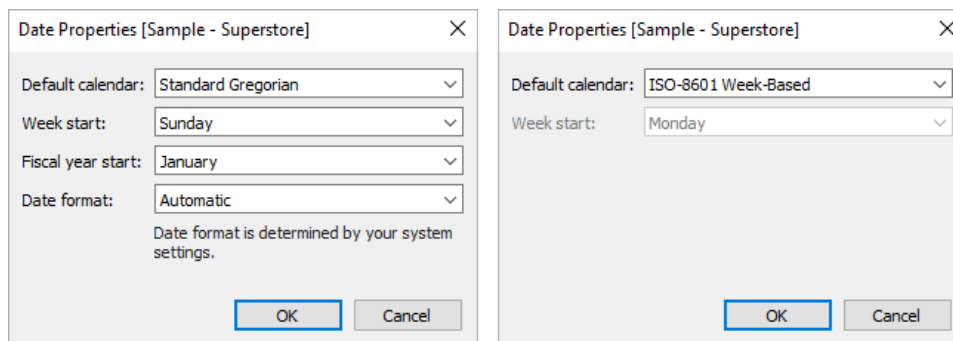 Date Properties [Sample - Superstore]
Default calendar: Standard Gregorian
Week start: Sunday
Fiscal year start: January
Date format: Automatic
Date format is determined by your system
settings.
OK Cancel
Date Properties [Sample - Superstore]
Default calendar: ISO-8601 Week-Based
Week start: Monday
OK Cancel